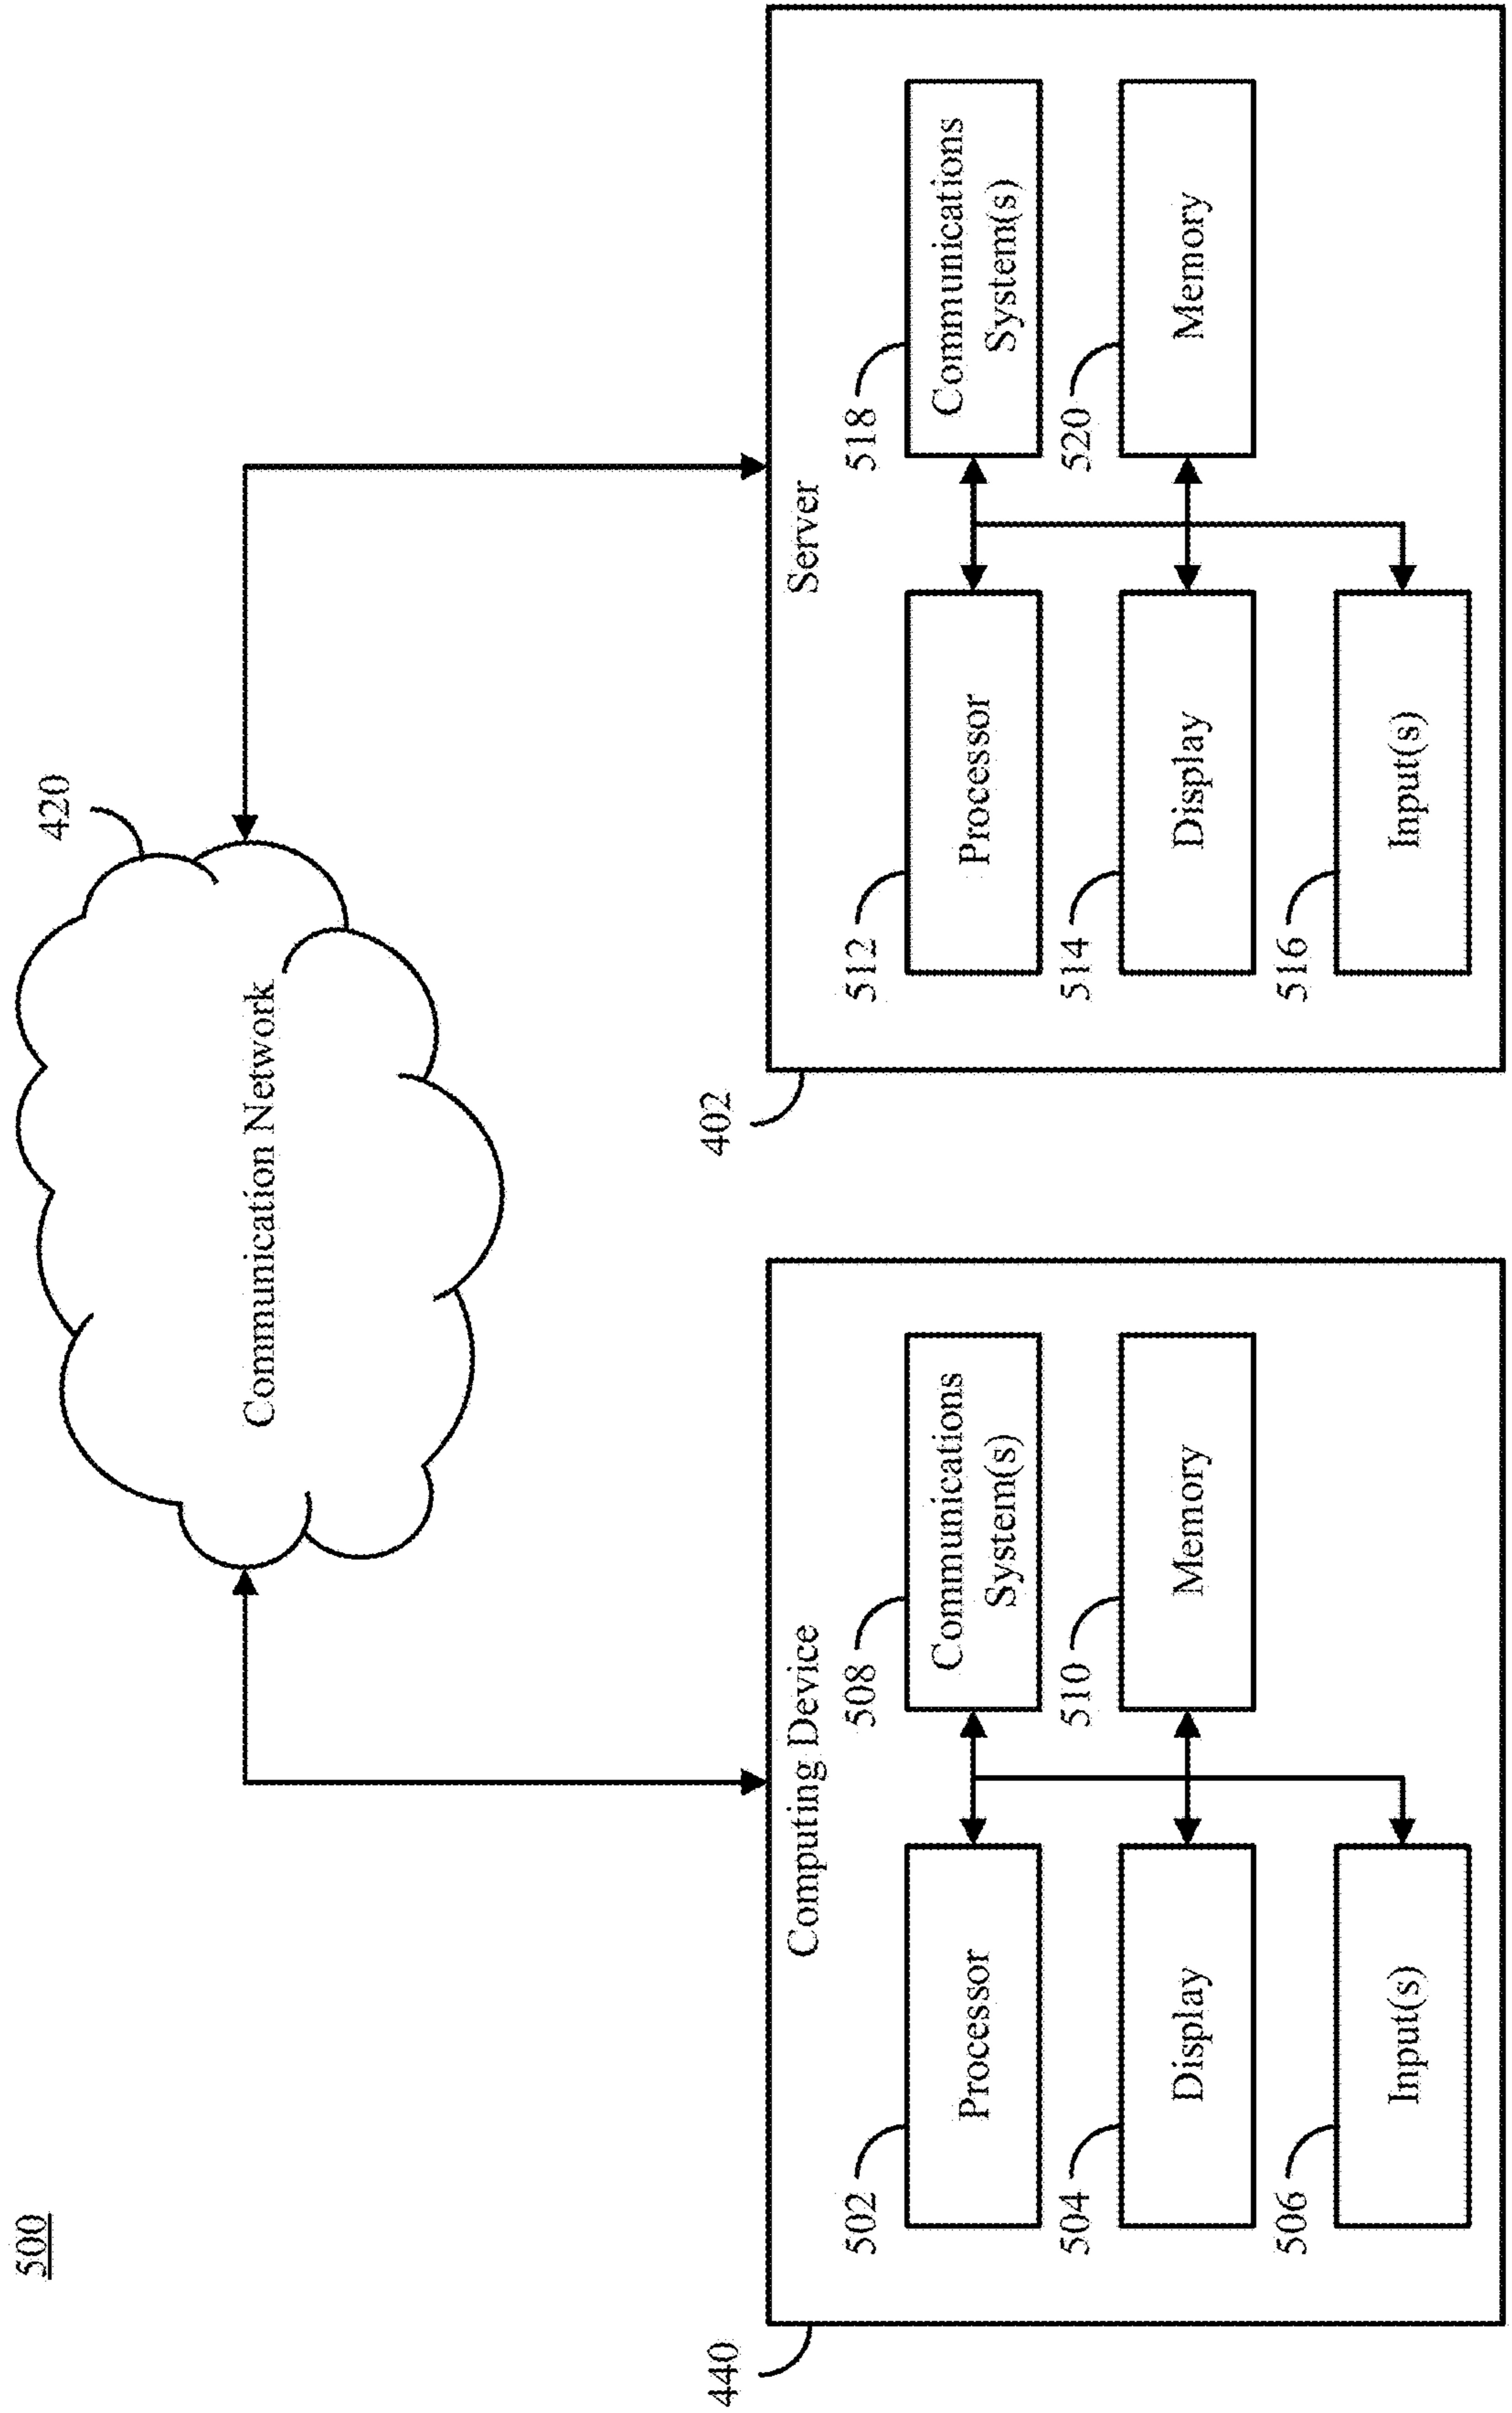 500
420
Communication Network
440
Computing Device
502
Processor
508
Communications
System(s)
504
Display
510
Memory
506
Input(s)
402
Server
512
Processor
518
Communications
System(s)
514
Display
520
Memory
516
Input(s)